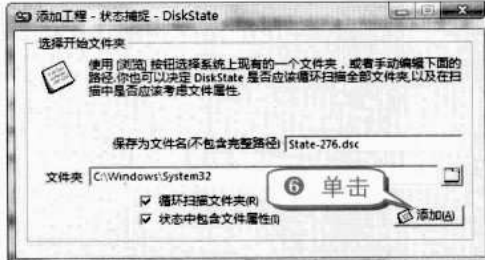 添加工程 - 状态捕捉 - DiskState
选择开始文件夹
使用 [浏览] 按钮选择系统上现有的一个文件夹，或者手动编辑下面的
路径.你也可以决定 DiskState 是否应该循环扫描全部文件夹,以及在扫
描中是否应该考虑文件属性.
保存为文件名(不包含完整路径) State-276.dsc
文件夹 C:\Windows\System32
❻ 单击
循环扫描文件夹(R)
状态中包含文件属性(I)
添加(A)